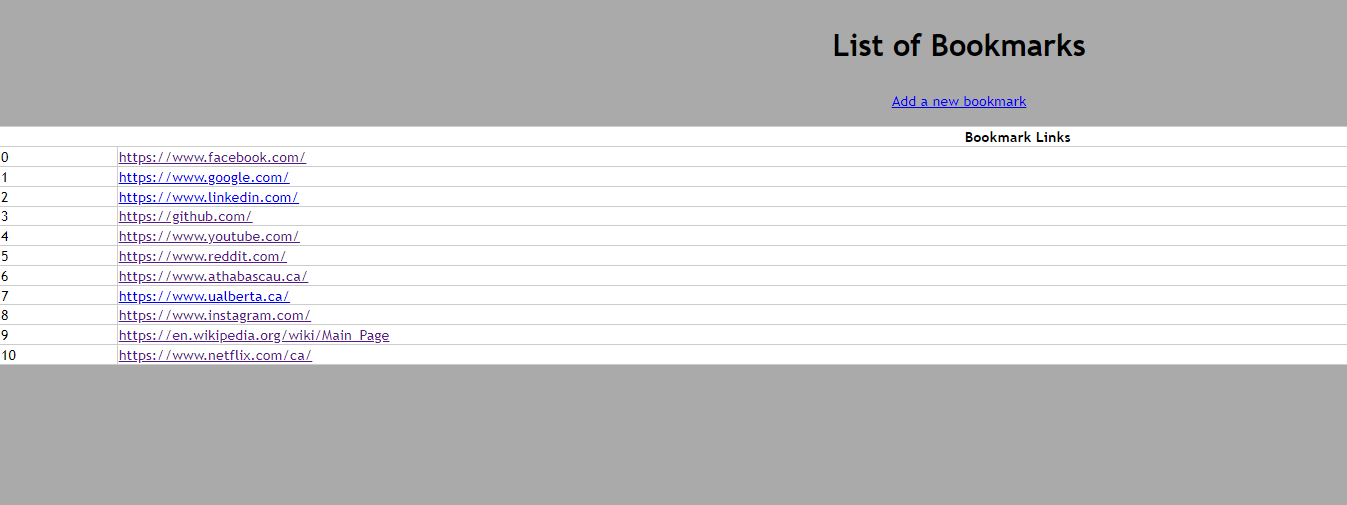 List of Bookmarks
Add a new bookmark
Bookmark Links
0 https://www.facebook.com/
1 https://www.google.com/
2 https://www.linkedin.com/
3 https://github.com/
4 https://www.youtube.com/
5 https://www.reddit.com/
6 https://www.athabascau.ca/
7 https://www.ualberta.ca/
8 https://www.instagram.com/
9 https://en.wikipedia.org/wiki/Main_Page
10 https://www.netflix.com/ca/